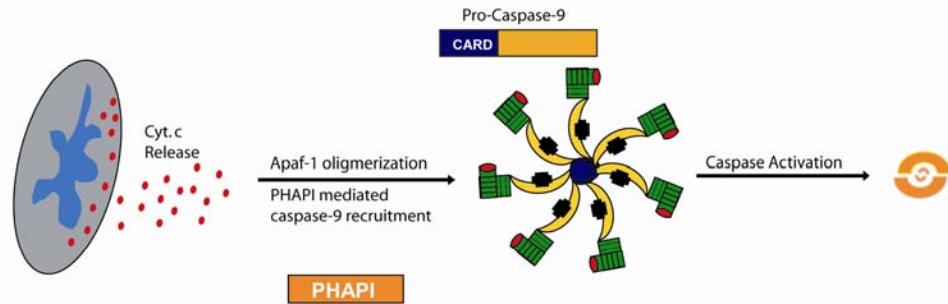 Pro-Caspase-9
CARD
Cyt. c
Release
Apaf-1 oligmerization
PHAPI mediated
caspase-9 recruitment
Caspase Activation
PHAPI